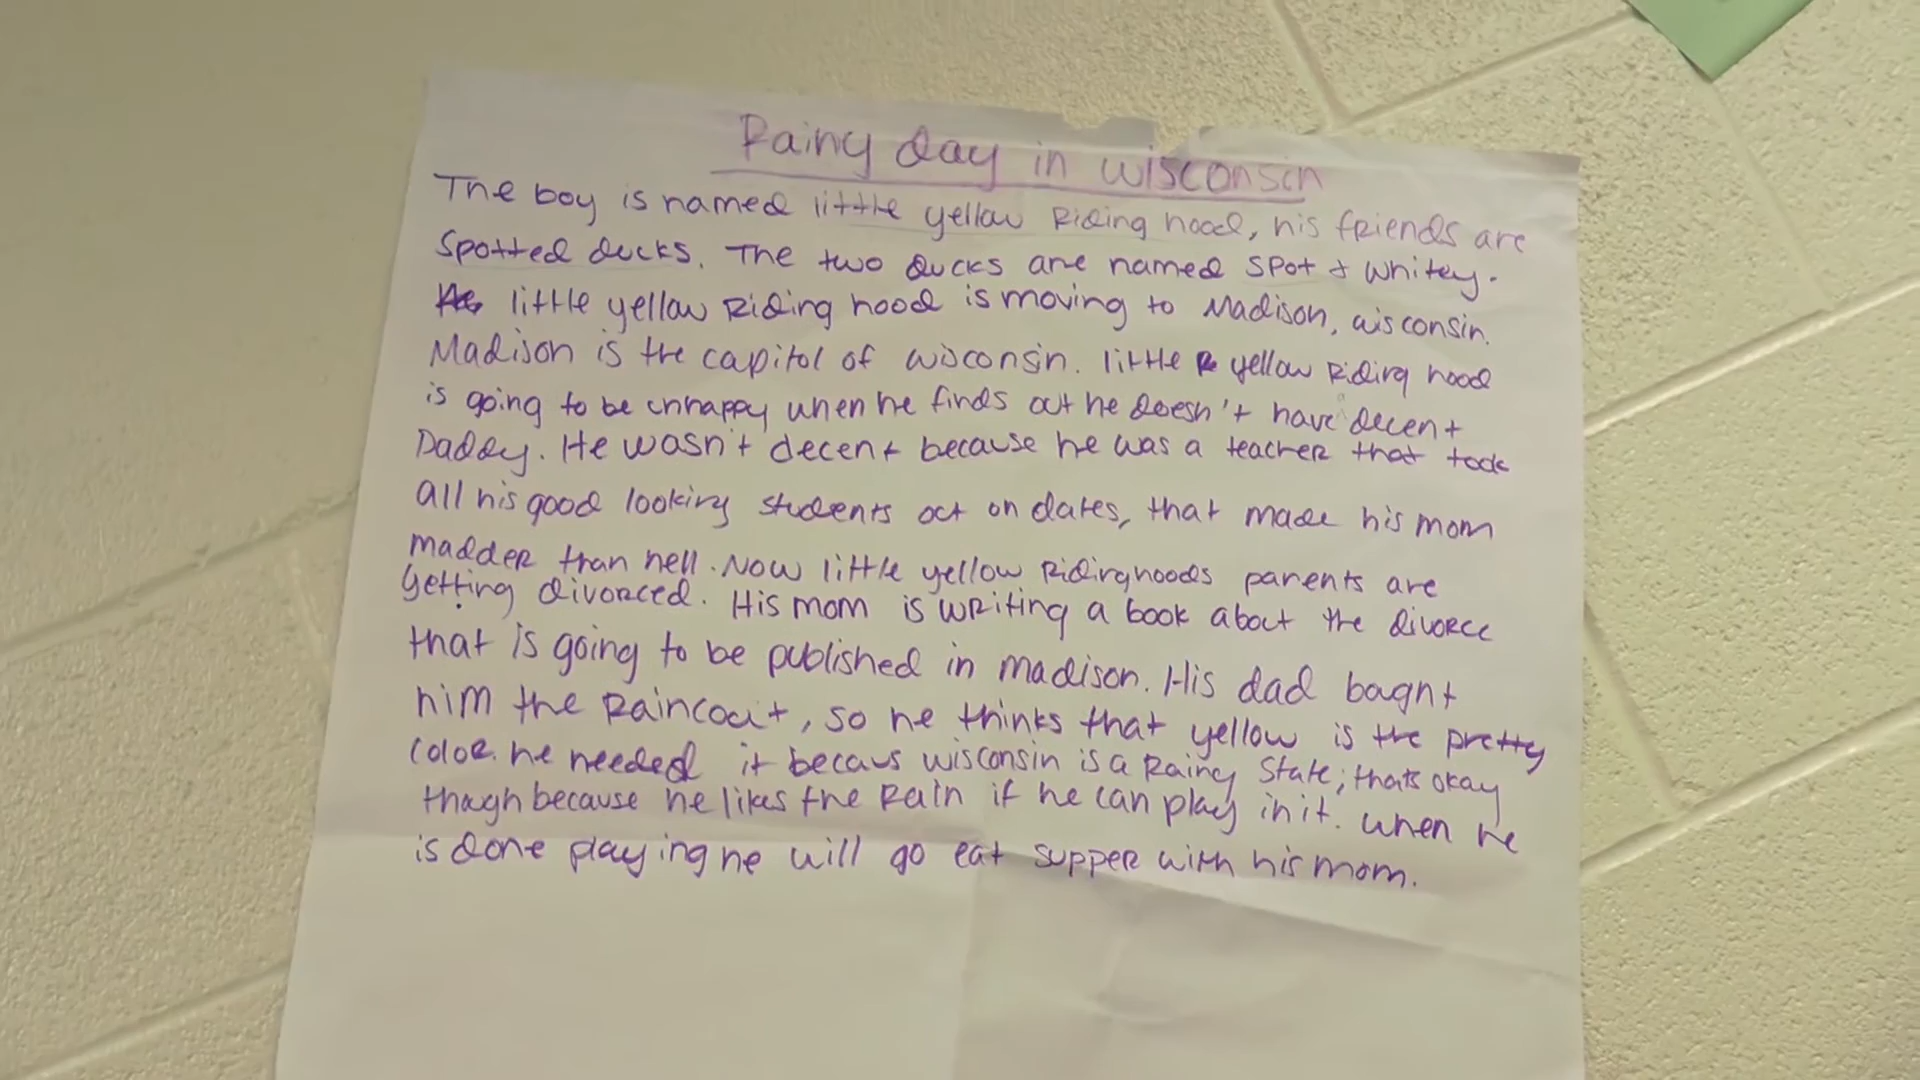 Rainy day in wisconsin
The boy is named little yellow Riding hood, his friends are
spotted ducks. The two ducks are named Spot & Whitey.
little yellow Riding hood is moving to Madison, wisconsin.
Madison is the capitol of wisconsin. little yellow Riding hood
is going to be unhappy when he finds out he doesn't have decent
Daddy. He wasn't decent because he was a teacher that took
all his good looking students out on dates, that made his mom
madder than hell. Now little yellow Ridinghoods parents are
getting divorced. His mom is writing a book about the divorce
that is going to be published in madison. His dad bought
him the Raincoat, so he thinks that yellow is the pretty
color. he needed it becaus wisconsin is a Rainy State; thats okay
though because he likes the Rain if he can play in it. when he
is done playing he will go eat supper with his mom.